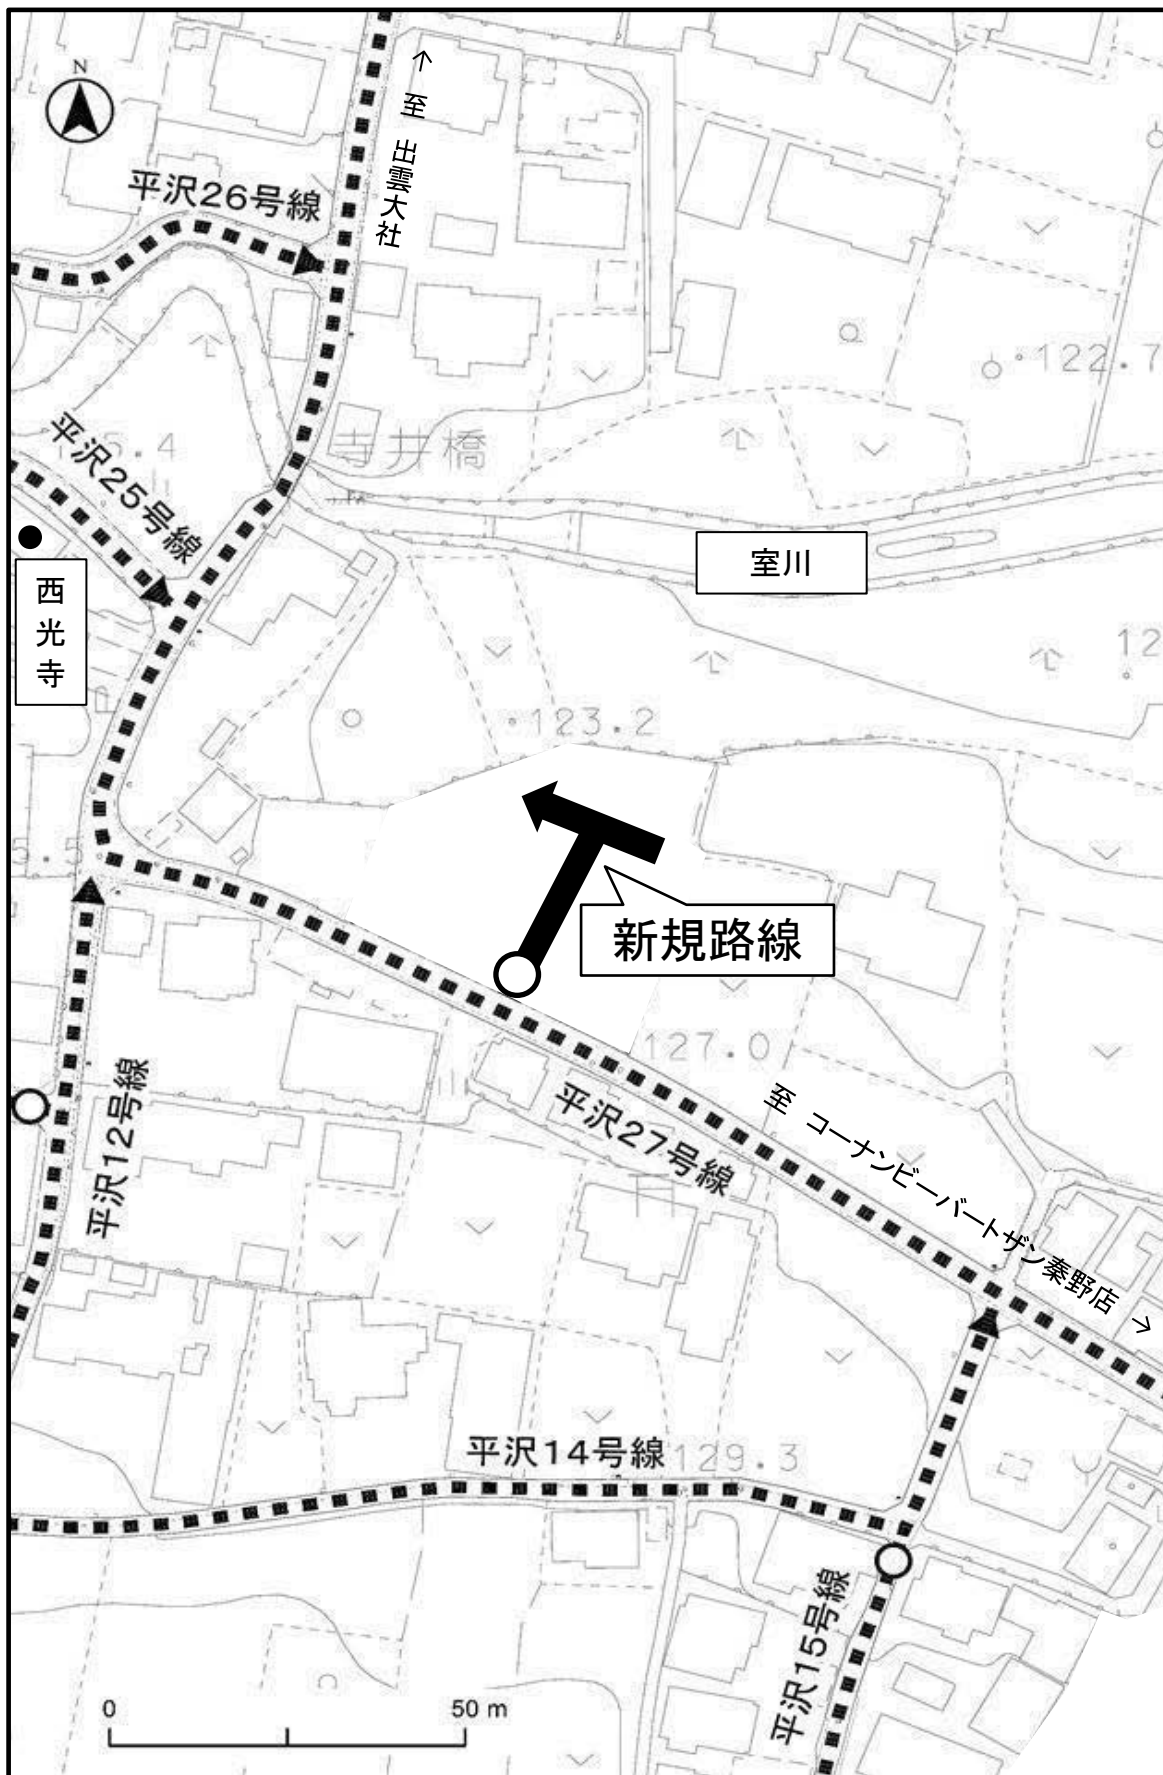 N
↑ 至 出雲大社
平沢26号線
122.7
平沢25号線
寺井橋
室川
西光寺
123.2
新規路線
127.0
平沢12号線
平沢27号線
至 コーナンビーバートザン秦野店 →
平沢14号線
129.3
平沢15号線
0 50 m